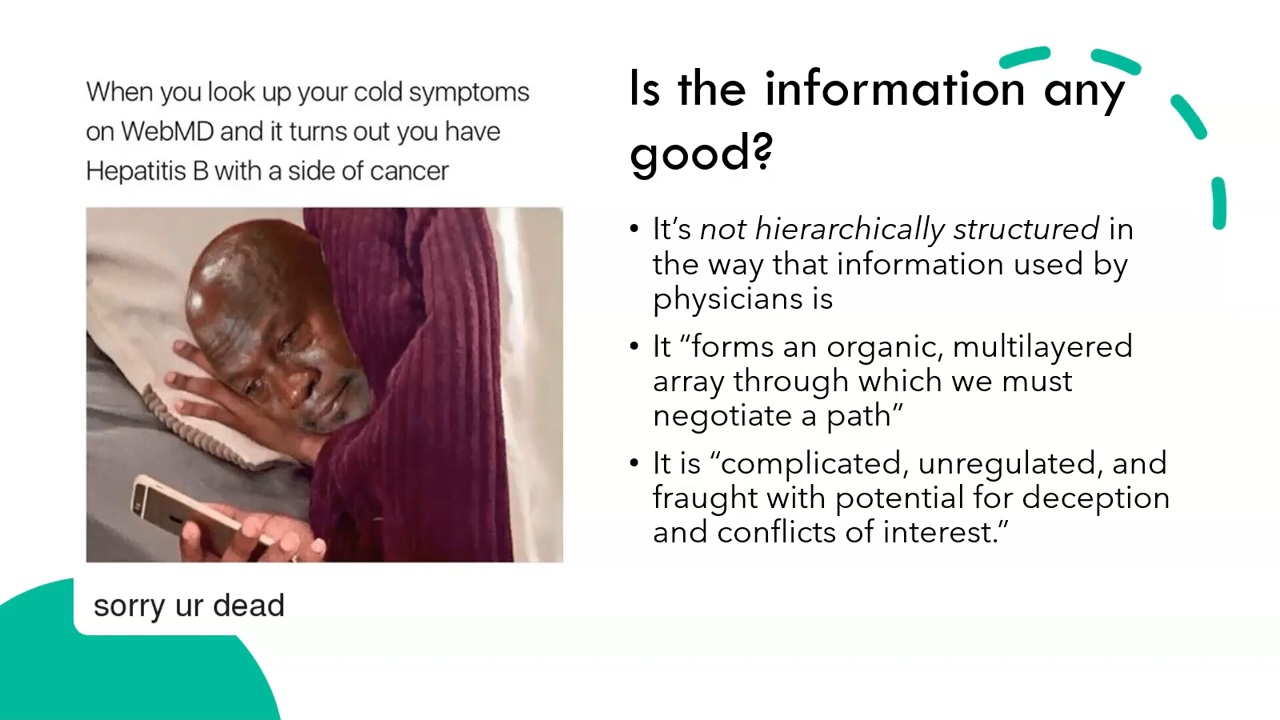 When you look up your cold symptoms
on WebMD and it turns out you have
Hepatitis B with a side of cancer
sorry ur dead
Is the information any
good?
• It’s not hierarchically structured in
the way that information used by
physicians is
• It “forms an organic, multilayered
array through which we must
negotiate a path”
• It is “complicated, unregulated, and
fraught with potential for deception
and conflicts of interest.”